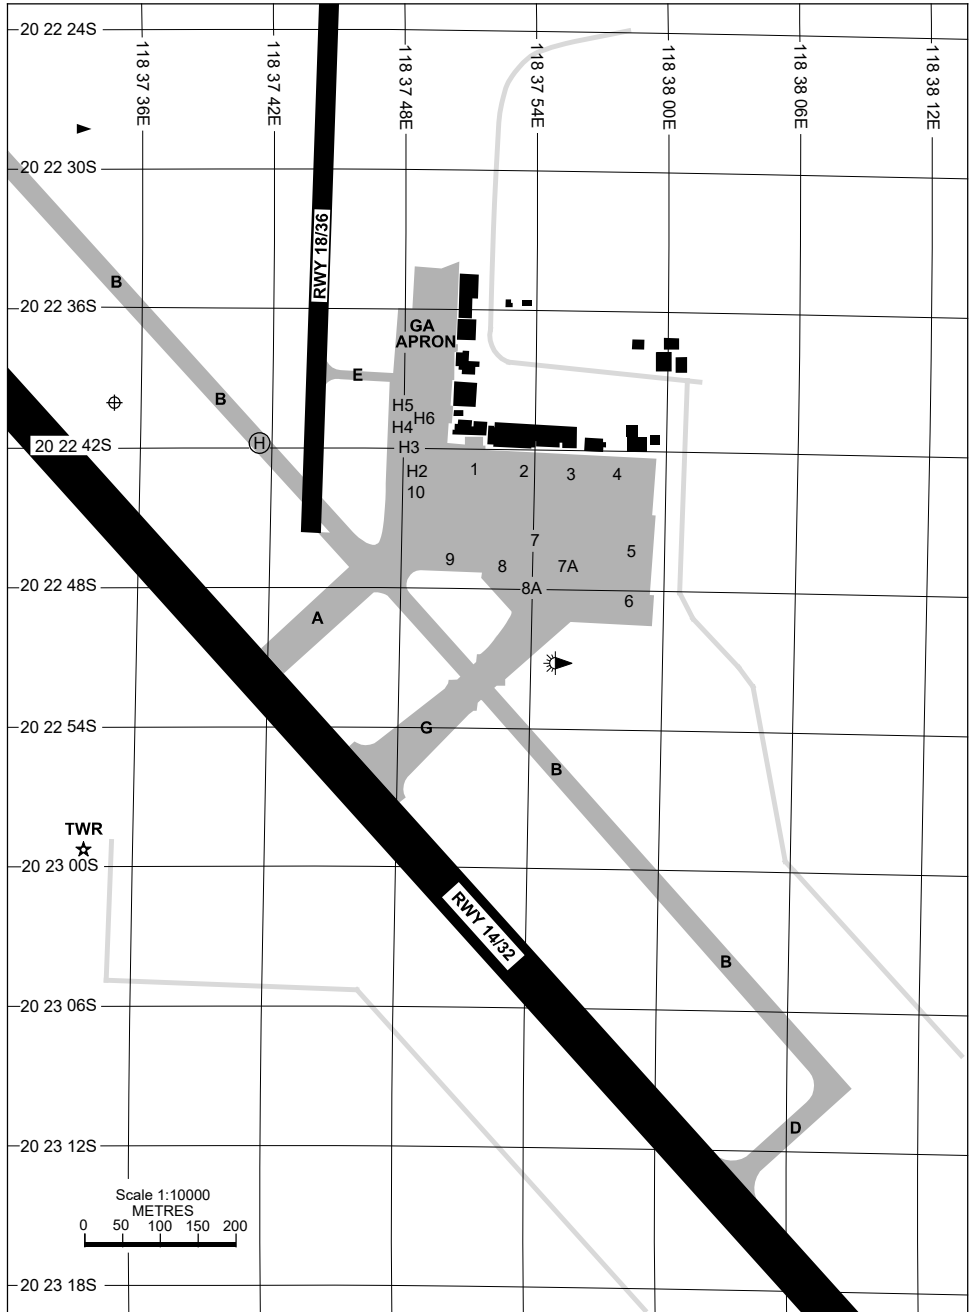 20 22 24S
118 37 36E
118 37 42E
118 37 48E
118 37 54E
118 38 00E
118 38 06E
118 38 12E
20 22 30S
RWY 18/36
B
20 22 36S
GA
APRON
E
B
H5
H6
H4
H
20 22 42S
H3
H2
1
2
3
4
10
7
5
9
8
7A
20 22 48S
8A
6
A
20 22 54S
G
B
TWR
20 23 00S
RWY 14/32
B
20 23 06S
D
20 23 12S
Scale 1:10000
METRES
0 50 100 150 200
20 23 18S